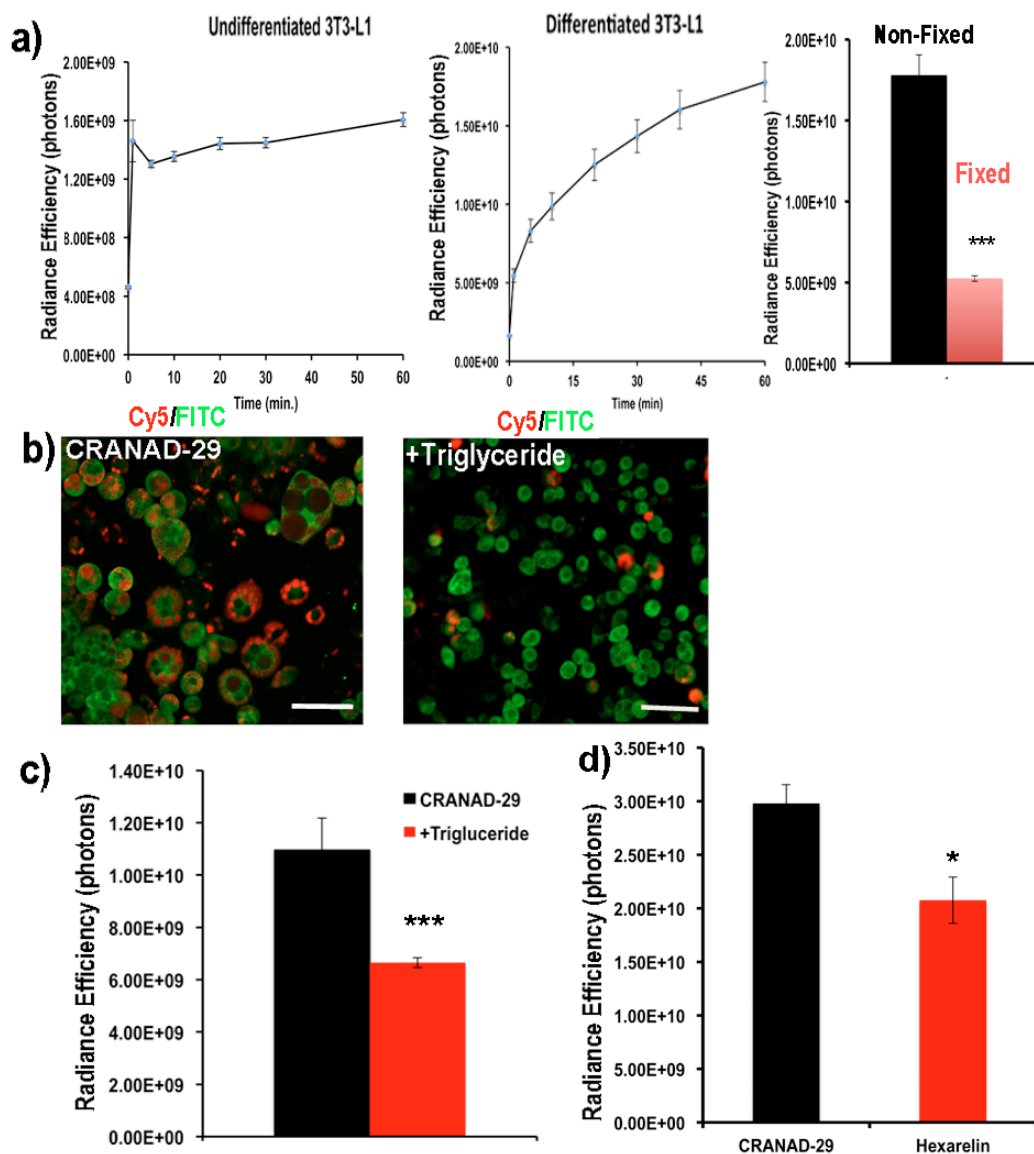 a)
Undifferentiated 3T3-L1
Radiance Efficiency (photons)
2.00E+09
1.60E+09
1.20E+09
8.00E+08
4.00E+08
0.00E+00
0 10 20 30 40 50 60
Time (min.)
Differentiated 3T3-L1
Radiance Efficiency (photons)
2.00E+10
1.50E+10
1.00E+10
5.00E+09
0.00E+00
0 15 30 45 60
Time (min)
Radiance Efficiency (photons)
2.00E+10
1.50E+10
1.00E+10
5.00E+09
0.00E+00
Non-Fixed
Fixed
***
b)
Cy5/FITC
CRANAD-29
Cy5/FITC
+Triglyceride
c)
Radiance Efficiency (photons)
1.40E+10
1.20E+10
1.00E+10
8.00E+09
6.00E+09
4.00E+09
2.00E+09
0.00E+00
CRANAD-29
+Trigluceride
***
d)
Radiance Efficiency (photons)
3.50E+10
3.00E+10
2.50E+10
2.00E+10
1.50E+10
1.00E+10
5.00E+09
0.00E+00
*
CRANAD-29 Hexarelin